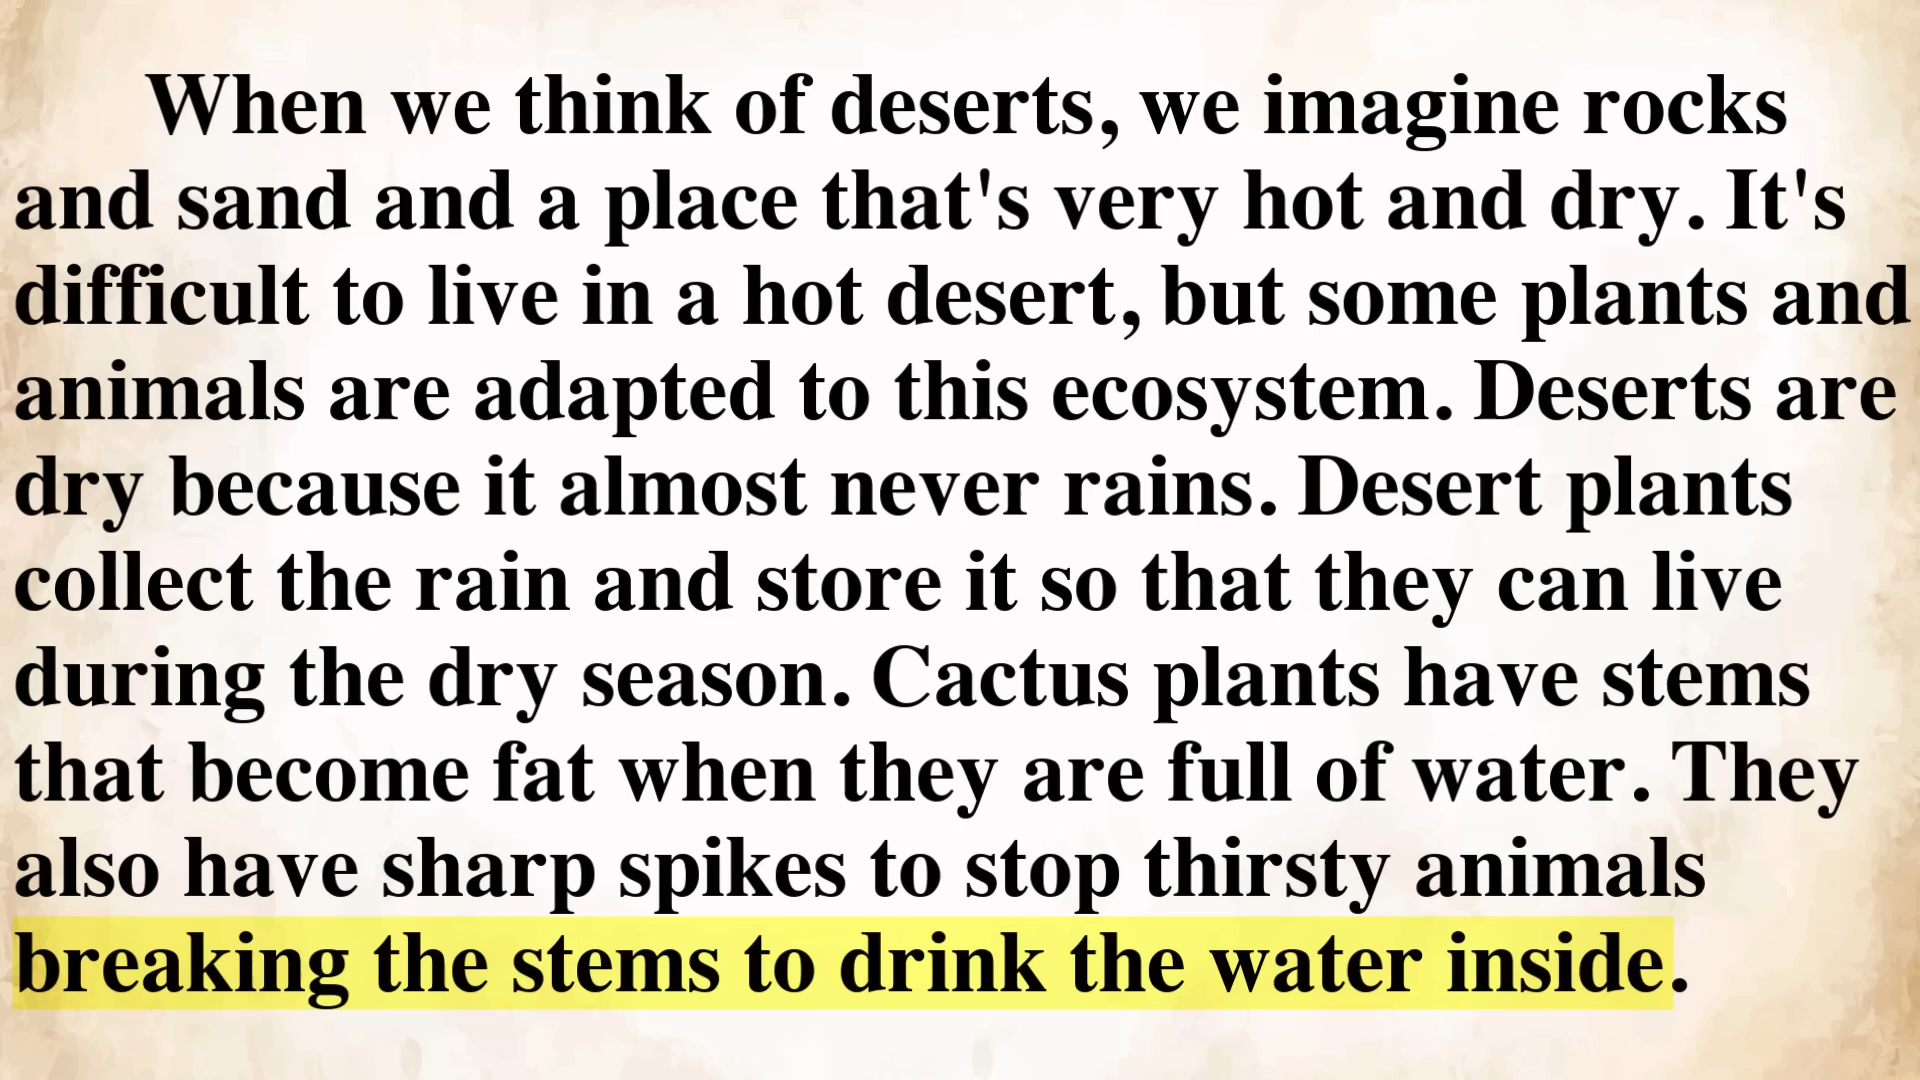 When we think of deserts, we imagine rocks
and sand and a place that's very hot and dry. It's
difficult to live in a hot desert, but some plants and
animals are adapted to this ecosystem. Deserts are
dry because it almost never rains. Desert plants
collect the rain and store it so that they can live
during the dry season. Cactus plants have stems
that become fat when they are full of water. They
also have sharp spikes to stop thirsty animals
breaking the stems to drink the water inside.